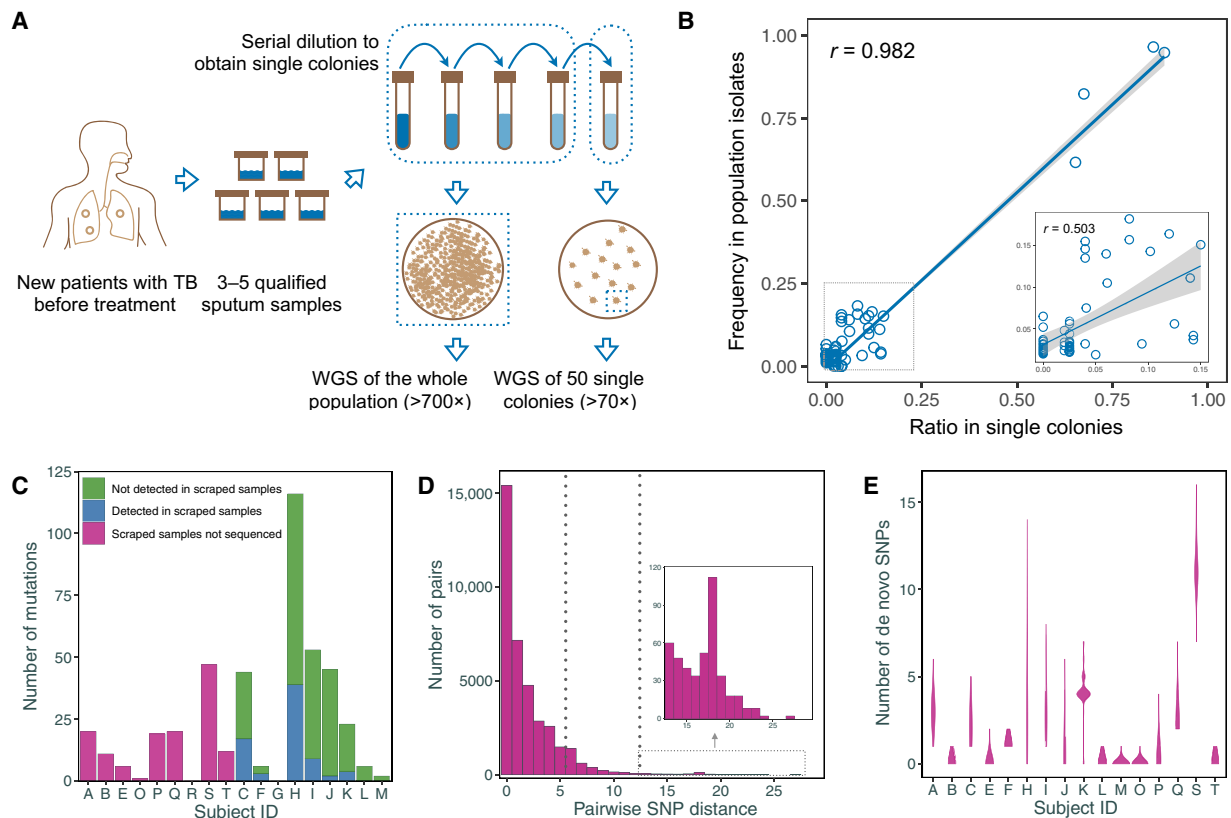 A
Serial dilution to
obtain single colonies
New patients with TB
before treatment
3–5 qualified
sputum samples
WGS of the whole
population (>700×)
WGS of 50 single
colonies (>70×)
B
r = 0.982
Frequency in population isolates
1.00
0.75
0.50
0.25
0.00
0.00 0.25 0.50 0.75 1.00
Ratio in single colonies
r = 0.503
0.15
0.10
0.05
0.00 0.05 0.10 0.15
C
Number of mutations
125
100
75
50
25
0
Not detected in scraped samples
Detected in scraped samples
Scraped samples not sequenced
A B E O P Q R S T C F G H I J K L M
Subject ID
D
Number of pairs
15,000
10,000
5000
0
0 5 10 15 20 25
Pairwise SNP distance
120
90
60
30
0
15 20 25
E
Number of de novo SNPs
15
10
5
0
A B C E F H I J K L M O P Q S T
Subject ID